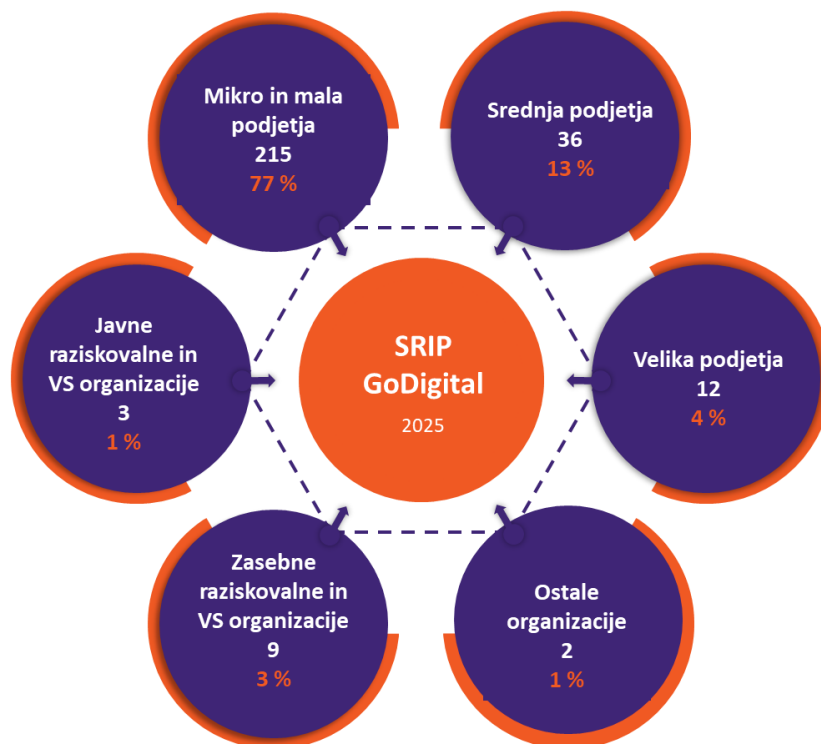 Mikro in mala
podjetja
215
77 %
Srednja podjetja
36
13 %
Javne
raziskovalne in
VS organizacije
3
1 %
SRIP
GoDigital
2025
Velika podjetja
12
4 %
Zasebne
raziskovalne in
VS organizacije
9
3 %
Ostale
organizacije
2
1 %